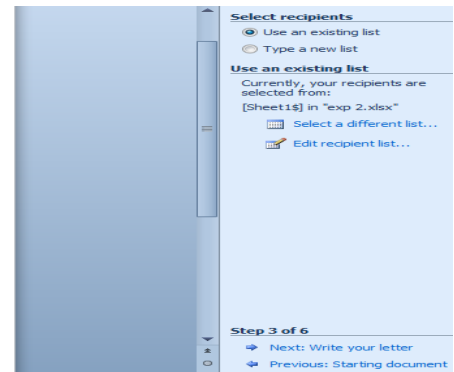 Select recipients
Use an existing list
Type a new list
Use an existing list
Currently, your recipients are
selected from:
[Sheet1$] in "exp 2.xlsx"
Select a different list...
Edit recipient list...
Step 3 of 6
Next: Write your letter
Previous: Starting document